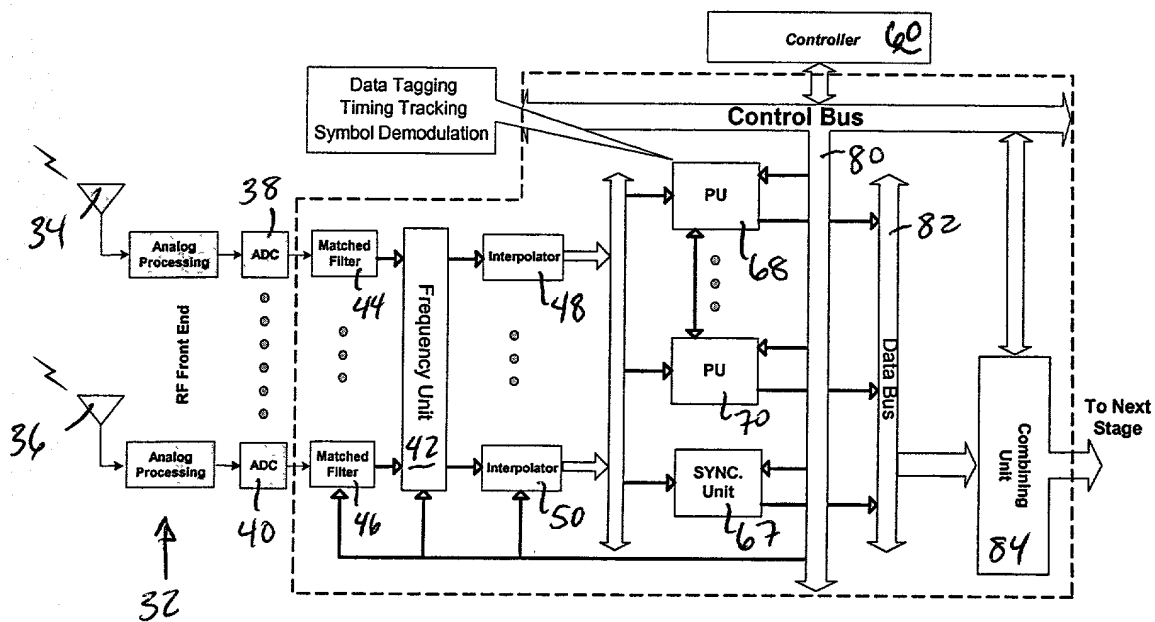 Controller 60
Data Tagging
Timing Tracking
Symbol Demodulation
Control Bus
80
34
38
Analog
Processing
ADC
Matched
Filter
44
Interpolator
48
PU
68
82
RF Front End
Frequency Unit
42
Data Bus
36
PU
70
Analog
Processing
ADC
40
Matched
Filter
46
Interpolator
50
SYNC.
Unit
67
Combining
Unit
84
To Next
Stage
32